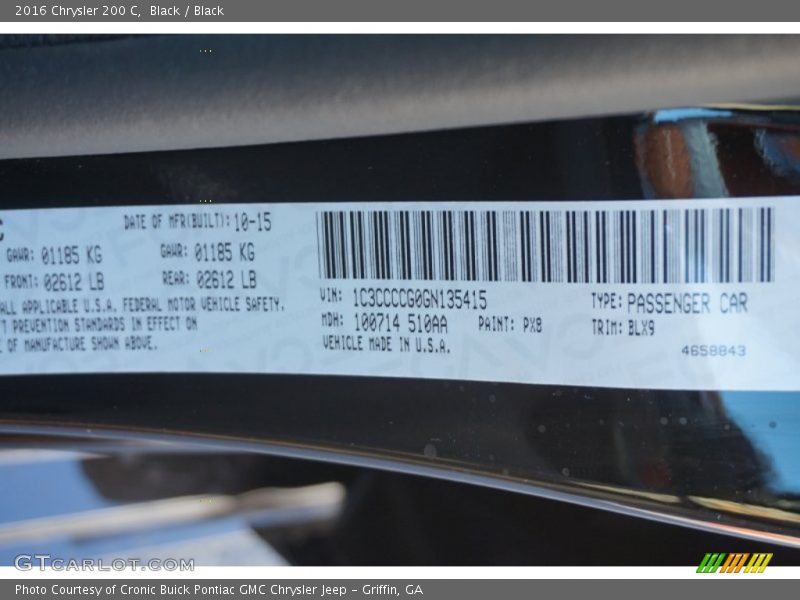 2016 Chrysler 200 C,  Black / Black
DATE OF MFR(BUILT): 10-15
GAWR: 01185 KG GAWR: 01185 KG
FRONT: 02612 LB REAR: 02612 LB
ALL APPLICABLE U.S.A. FEDERAL MOTOR VEHICLE SAFETY,
PREVENTION STANDARDS IN EFFECT ON
OF MANUFACTURE SHOWN ABOVE.
VIN: 1C3CCCCG0GN135415 TYPE: PASSENGER CAR
MDH: 100714 510AA PAINT: PX8 TRIM: BLX9
VEHICLE MADE IN U.S.A.
4658843
GTCARLOT.COM
Photo Courtesy of Cronic Buick Pontiac GMC Chrysler Jeep – Griffin, GA